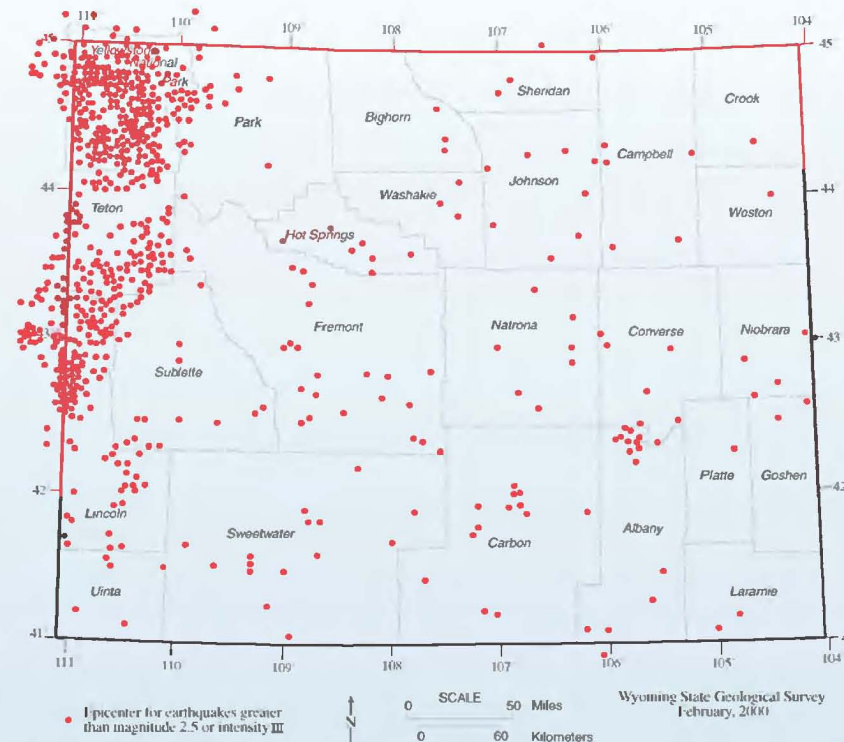 111 110 109 108 107 106 105 104
45 45
Yellowstone
National
Park
Park
Bighorn
Sheridan
Crook
Campbell
Johnson
Washakie
Weston
44 44
Teton
Hot Springs
Fremont
Natrona
Converse
Niobrara
43 43
Sublette
Platte
Goshen
42 42
Lincoln
Sweetwater
Carbon
Albany
Uinta
Laramie
41 4
111 110 109 108 107 106 105 104
Epicenter for earthquakes greater
than magnitude 2.5 or intensity III
N
SCALE
0 50 Miles
0 60 Kilometers
Wyoming State Geological Survey
February, 2000